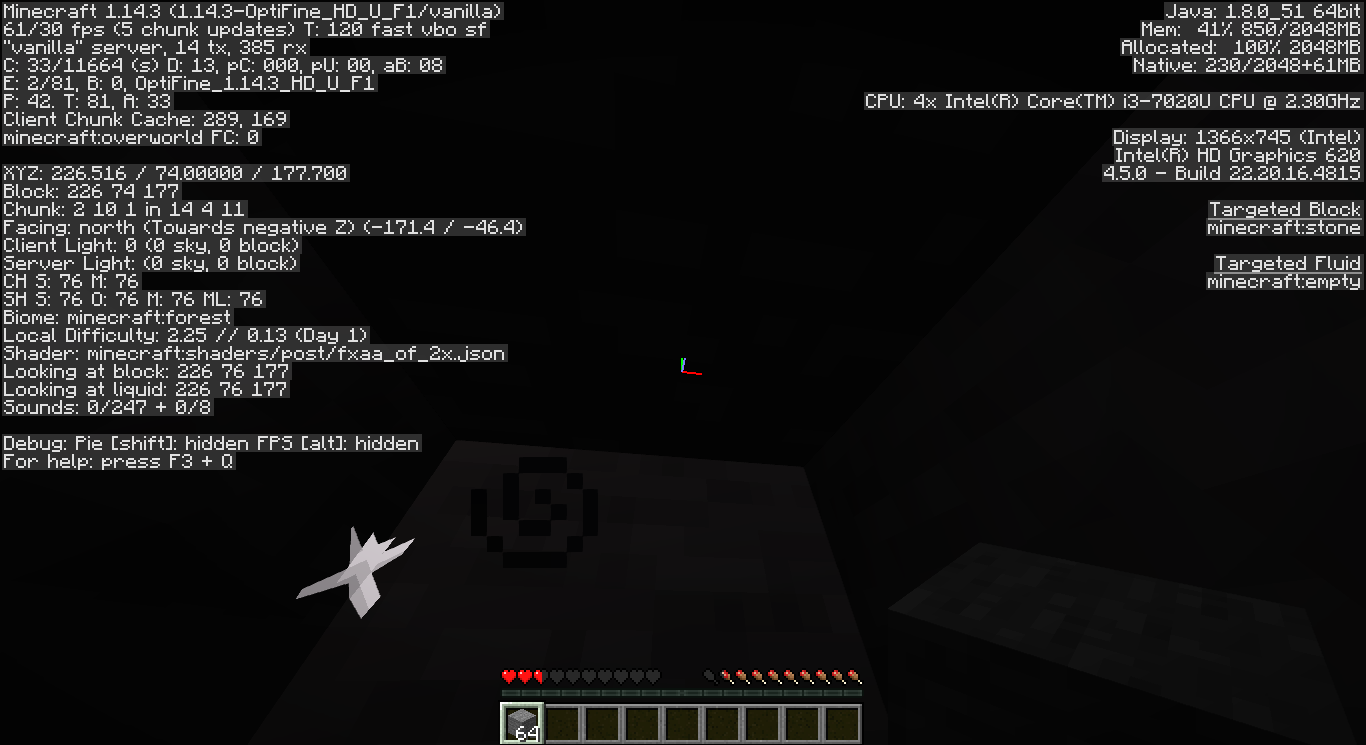 Minecraft 1.14.3 (1.14.3-OptiFine_HD_U_F1/vanilla)
61/30 fps (5 chunk updates) T: 120 fast vbo sf
"vanilla" server, 14 tx, 385 rx
C: 33/11664 (s) D: 13, pC: 000, pU: 00, aB: 08
E: 2/81, B: 0, OptiFine_1.14.3_HD_U_F1
P: 42. T: 81, A: 33
Client Chunk Cache: 289, 169
minecraft:overworld FC: 0
XYZ: 226.516 / 74.00000 / 177.700
Block: 226 74 177
Chunk: 2 10 1 in 14 4 11
Facing: north (Towards negative Z) (-171.4 / -46.4)
Client Light: 0 (0 sky, 0 block)
Server Light: (0 sky, 0 block)
CH S: 76 M: 76
SH S: 76 O: 76 M: 76 ML: 76
Biome: minecraft:forest
Local Difficulty: 2.25 // 0.13 (Day 1)
Shader: minecraft:shaders/post/fxaa_of_2x.json
Looking at block: 226 76 177
Looking at liquid: 226 76 177
Sounds: 0/247 + 0/8
Debug: Pie [shift]: hidden FPS [alt]: hidden
For help: press F3 + Q
Java: 1.8.0_51 64bit
Mem: 41% 850/2048MB
Allocated: 100% 2048MB
Native: 230/2048+61MB
CPU: 4x Intel(R) Core(TM) i3-7020U CPU @ 2.30GHz
Display: 1366x745 (Intel)
Intel(R) HD Graphics 620
4.5.0 - Build 22.20.16.4815
Targeted Block
minecraft:stone
Targeted Fluid
minecraft:empty
64